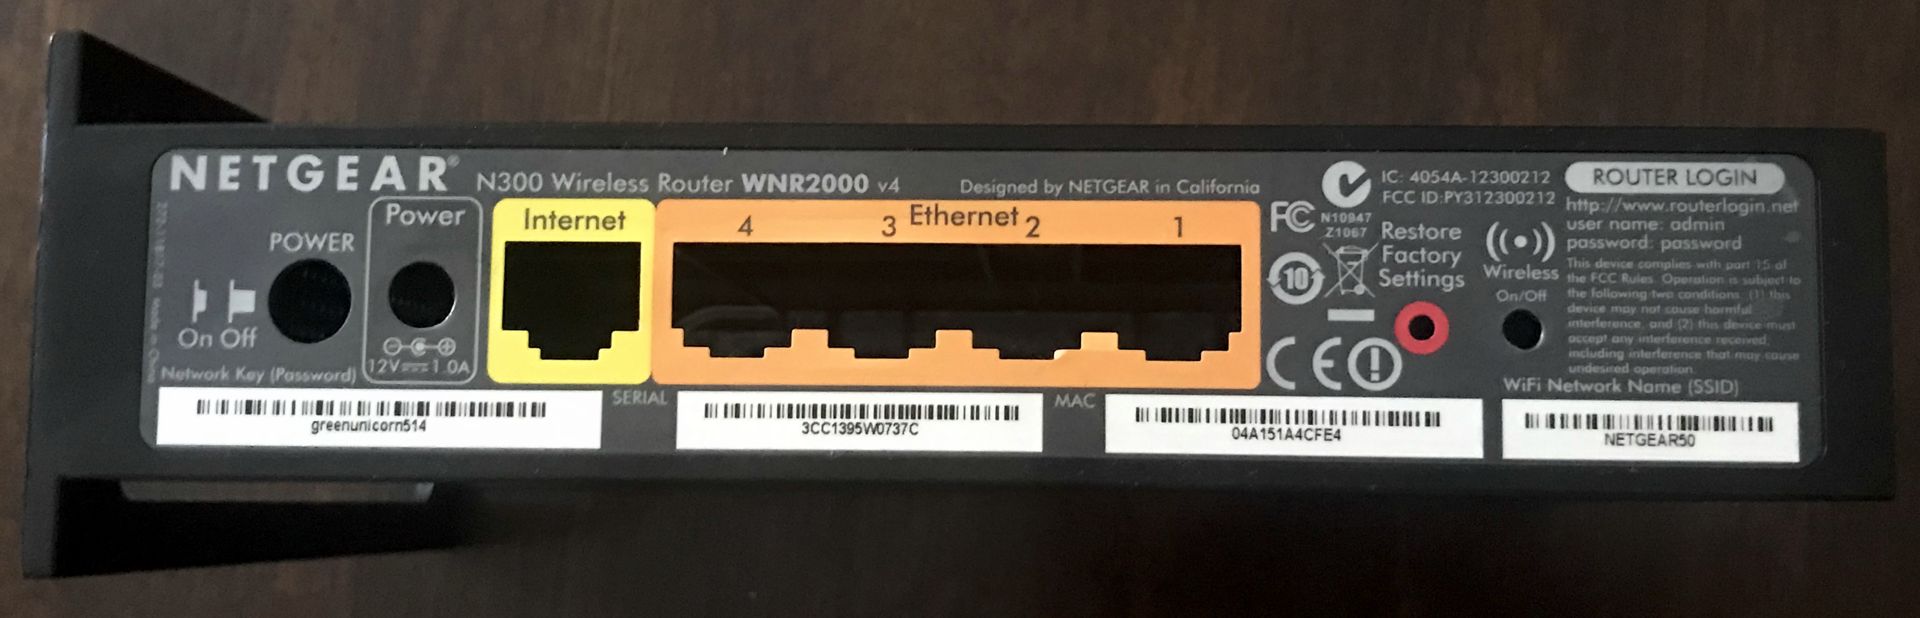 NETGEAR®
N300 Wireless Router WNR2000 v4
Designed by NETGEAR in California
POWER
On Off
Power
12V 1.0A
Internet
Ethernet
4 3 2 1
FC N10947
Z1067
10
CE
IC: 4054A-12300212
FCC ID:PY312300212
Restore
Factory
Settings
Wireless
On/Off
ROUTER LOGIN
http://www.routerlogin.net
user name: admin
password: password
This device complies with part 15 of
the FCC Rules. Operation is subject to
the following two conditions. (1) this
device may not cause harmful
interference, and (2) this device must
accept any interference received,
including interference that may cause
undesired operation.
Network Key (Password)
greenunicorn514
SERIAL
3CC1395W0737C
MAC
04A151A4CFE4
WiFi Network Name (SSID)
NETGEAR50